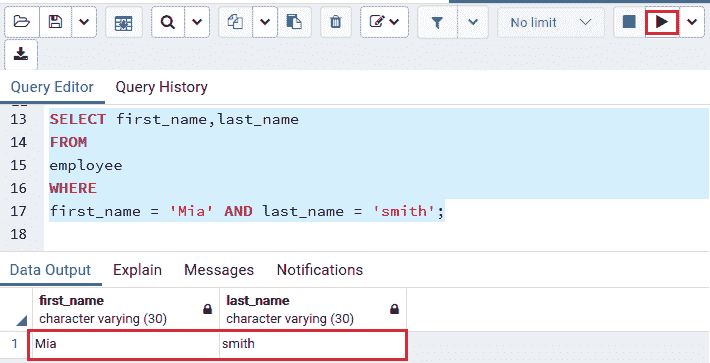 No limit
Query Editor Query History
13 SELECT first_name,last_name
14 FROM
15 employee
16 WHERE
17 first_name = 'Mia' AND last_name = 'smith';
18
Data Output Explain Messages Notifications
first_name last_name
character varying (30) character varying (30)
1 Mia smith